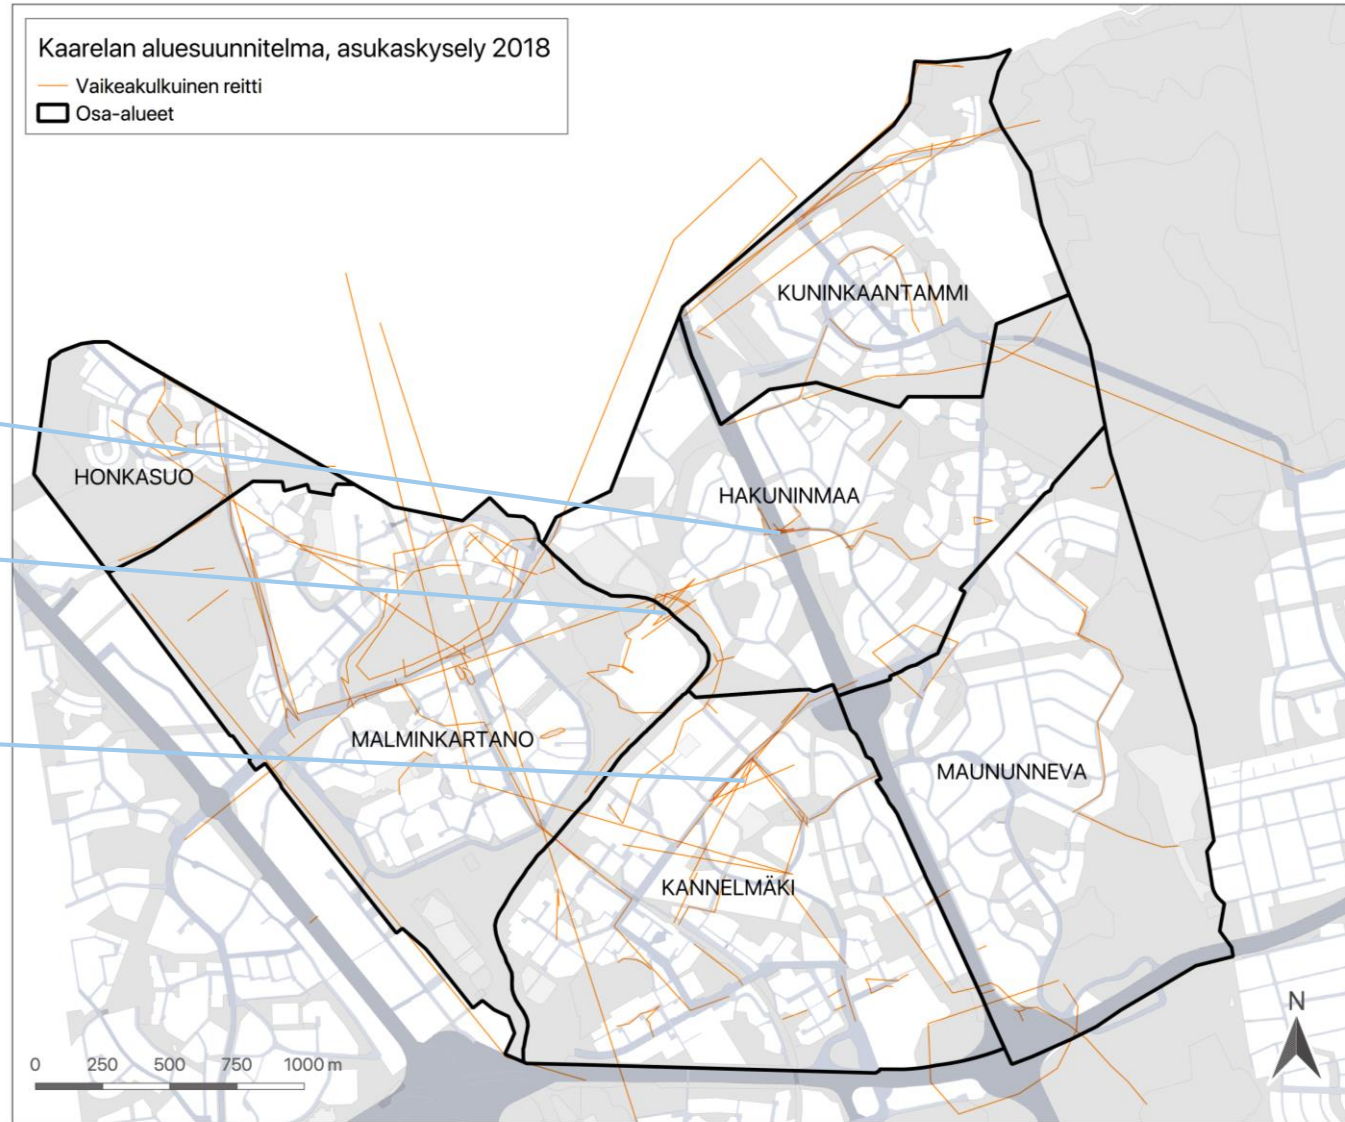 Kaarelan aluesuunnitelma, asukaskysely 2018
Vaikeakulkuinen reitti
Osa-alueet
KUNINKAANTAMMI
HONKASUO
HAKUNINMAA
MALMINKARTANO
MAUNUNNEVA
KANNELMÄKI
N
0 250 500 750 1000 m